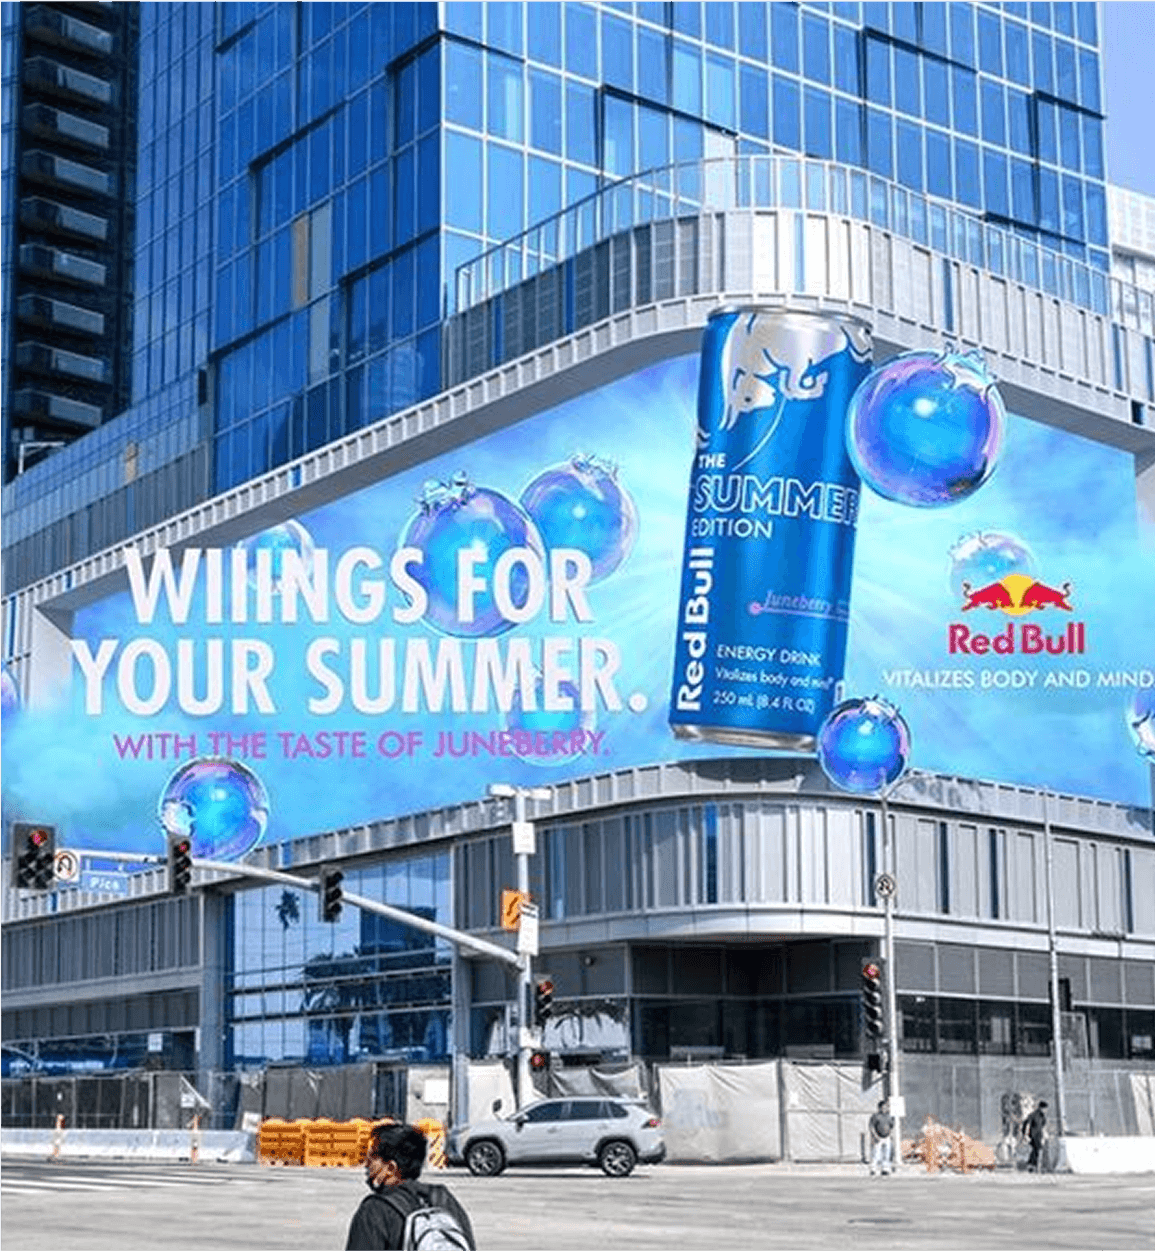 WIIINGS FOR
YOUR SUMMER.
WITH THE TASTE OF JUNEBERRY.
THE
SUMMER
EDITION
Juneberry
Red Bull
ENERGY DRINK
Vitalizes body and mind®
250 mL (8.4 FL OZ)
Red Bull
VITALIZES BODY AND MIND
Pico